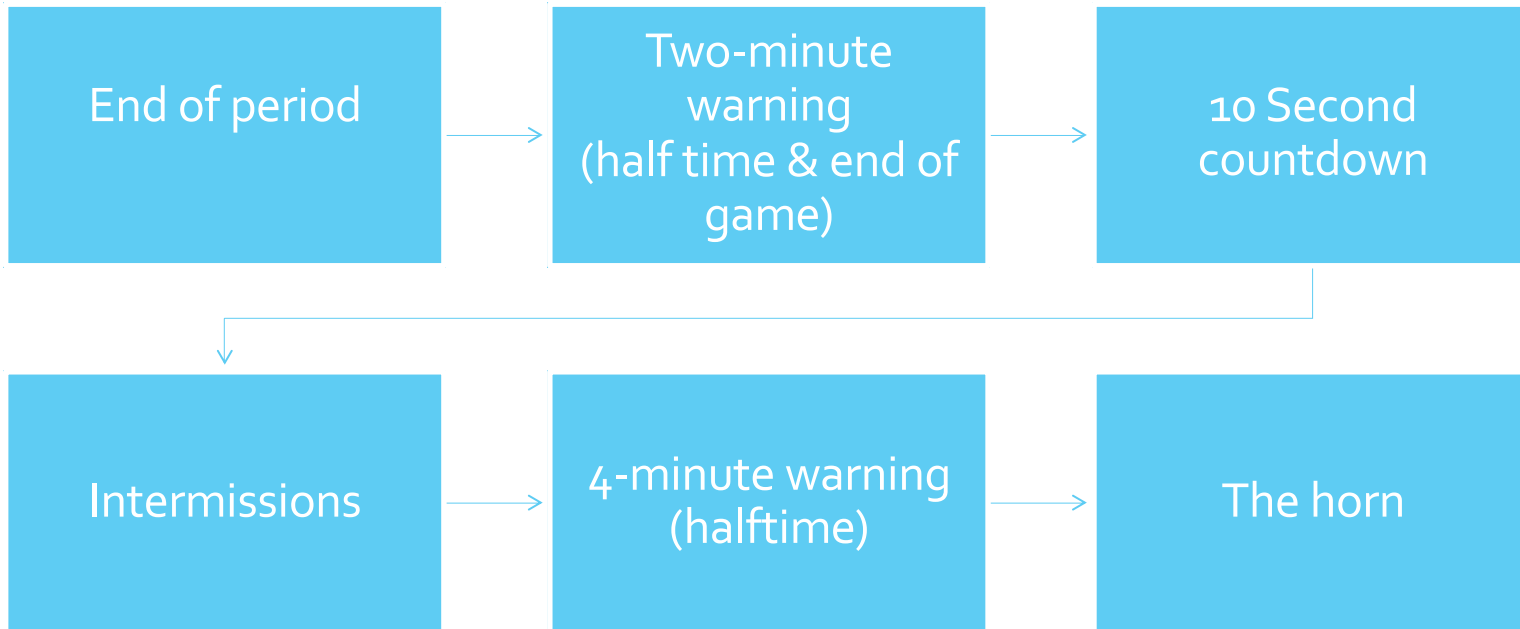 End of period
Two-minute
warning
(half time & end of
game)
10 Second
countdown
Intermissions
4-minute warning
(halftime)
The horn